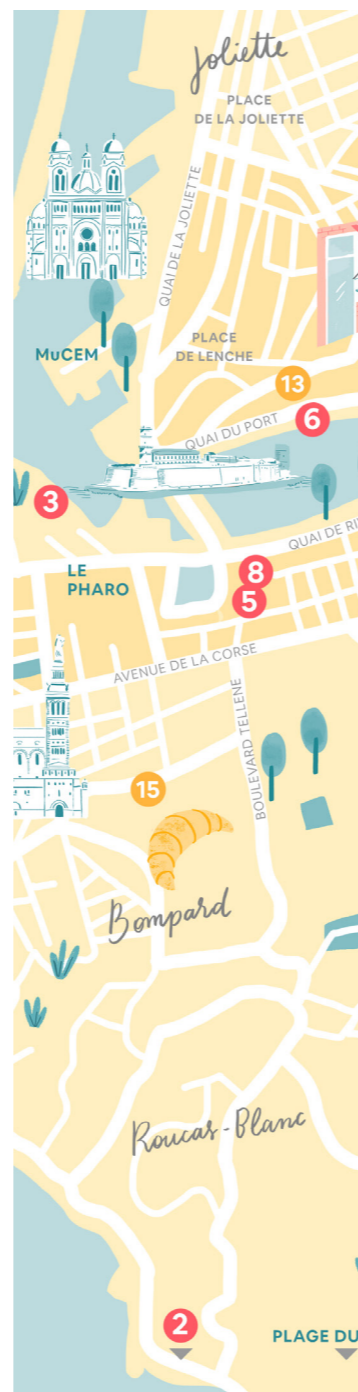 Joliette
PLACE
DE LA JOLIETTE
QUAI DE LA JOLIETTE
PLACE
DE LENCHE
MuCEM
13
6
QUAI DU PORT
3
QUAI DE
LE
PHARO
8
5
AVENUE DE LA CORSE
BOULEVARD TELLENE
15
Bompard
Roucas-Blanc
2
PLAGE DU